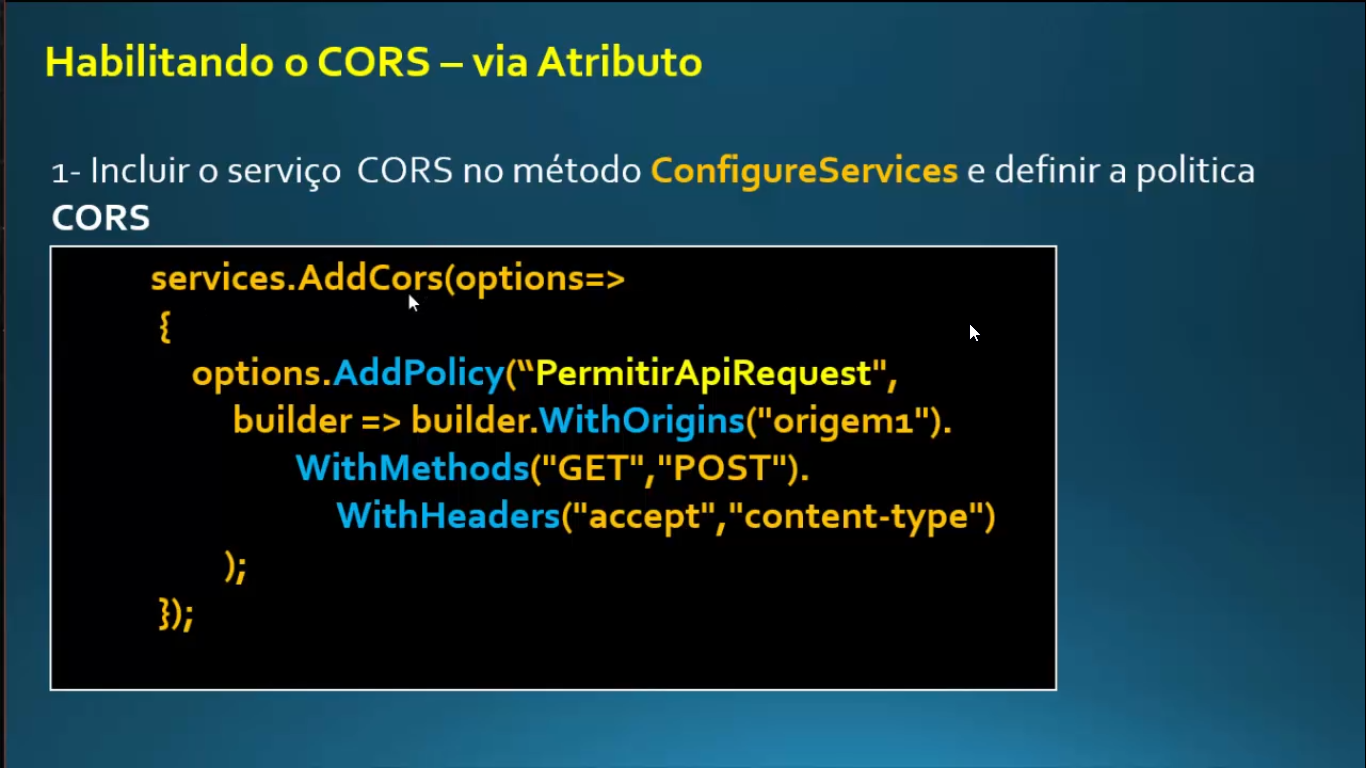 Habilitando o CORS – via Atributo
1- Incluir o serviço CORS no método ConfigureServices e definir a politica
CORS
services.AddCors(options=>
{
options.AddPolicy(“PermitirApiRequest",
builder => builder.WithOrigins("origem1").
WithMethods("GET","POST").
WithHeaders("accept","content-type")
);
});